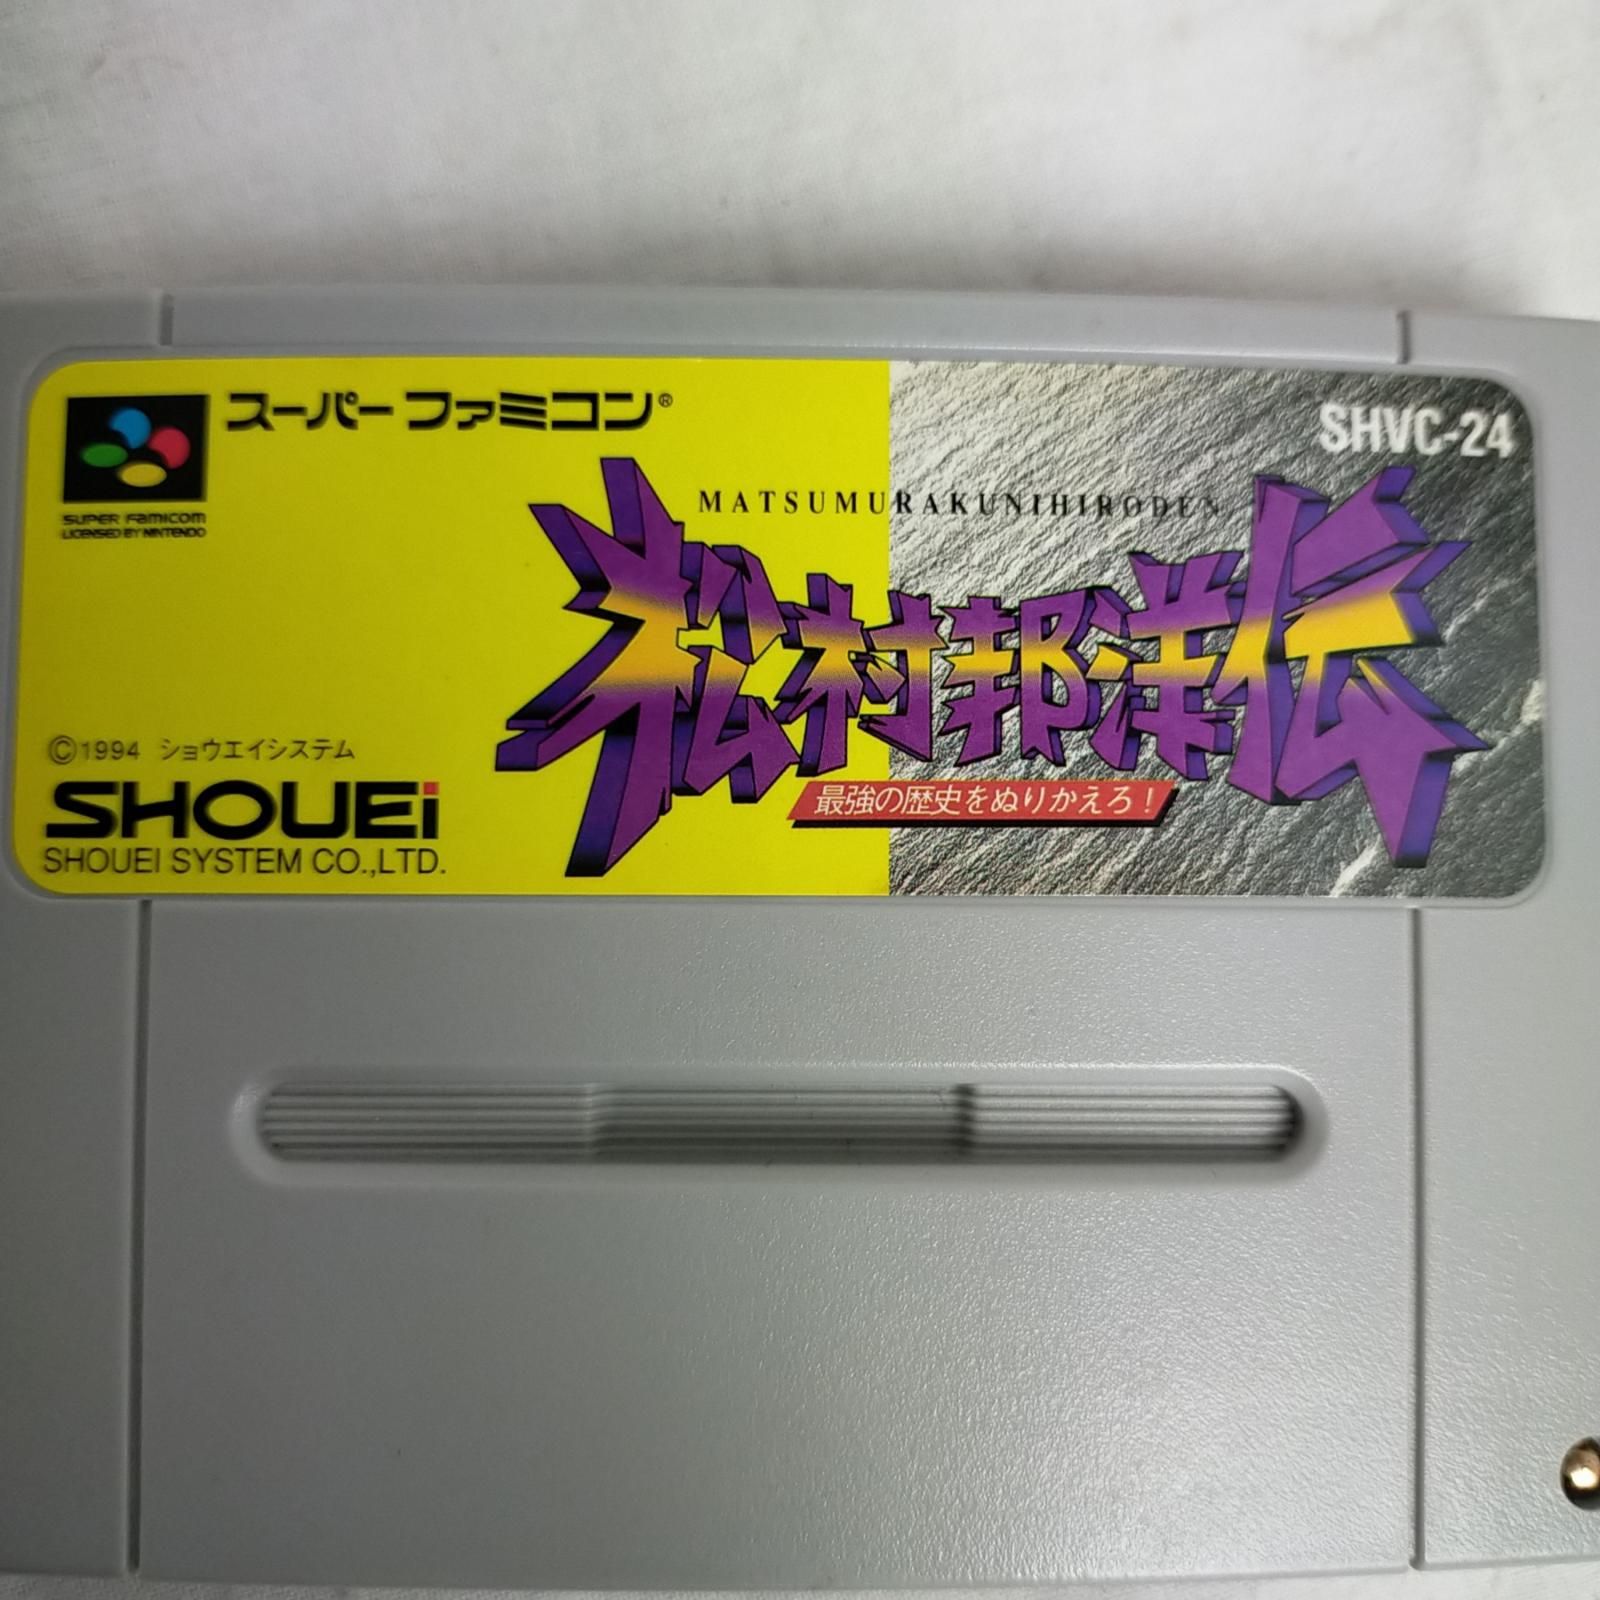 スーパーファミコン®
SHVC-24
SUPER FAMICOM
LICENSED BY NINTENDO
MATSUMURAKUNIHIRODEN
松村邦洋伝
最強の歴史をぬりかえろ!
©1994 ショウエイシステム
SHOUEi
SHOUEI SYSTEM CO.,LTD.